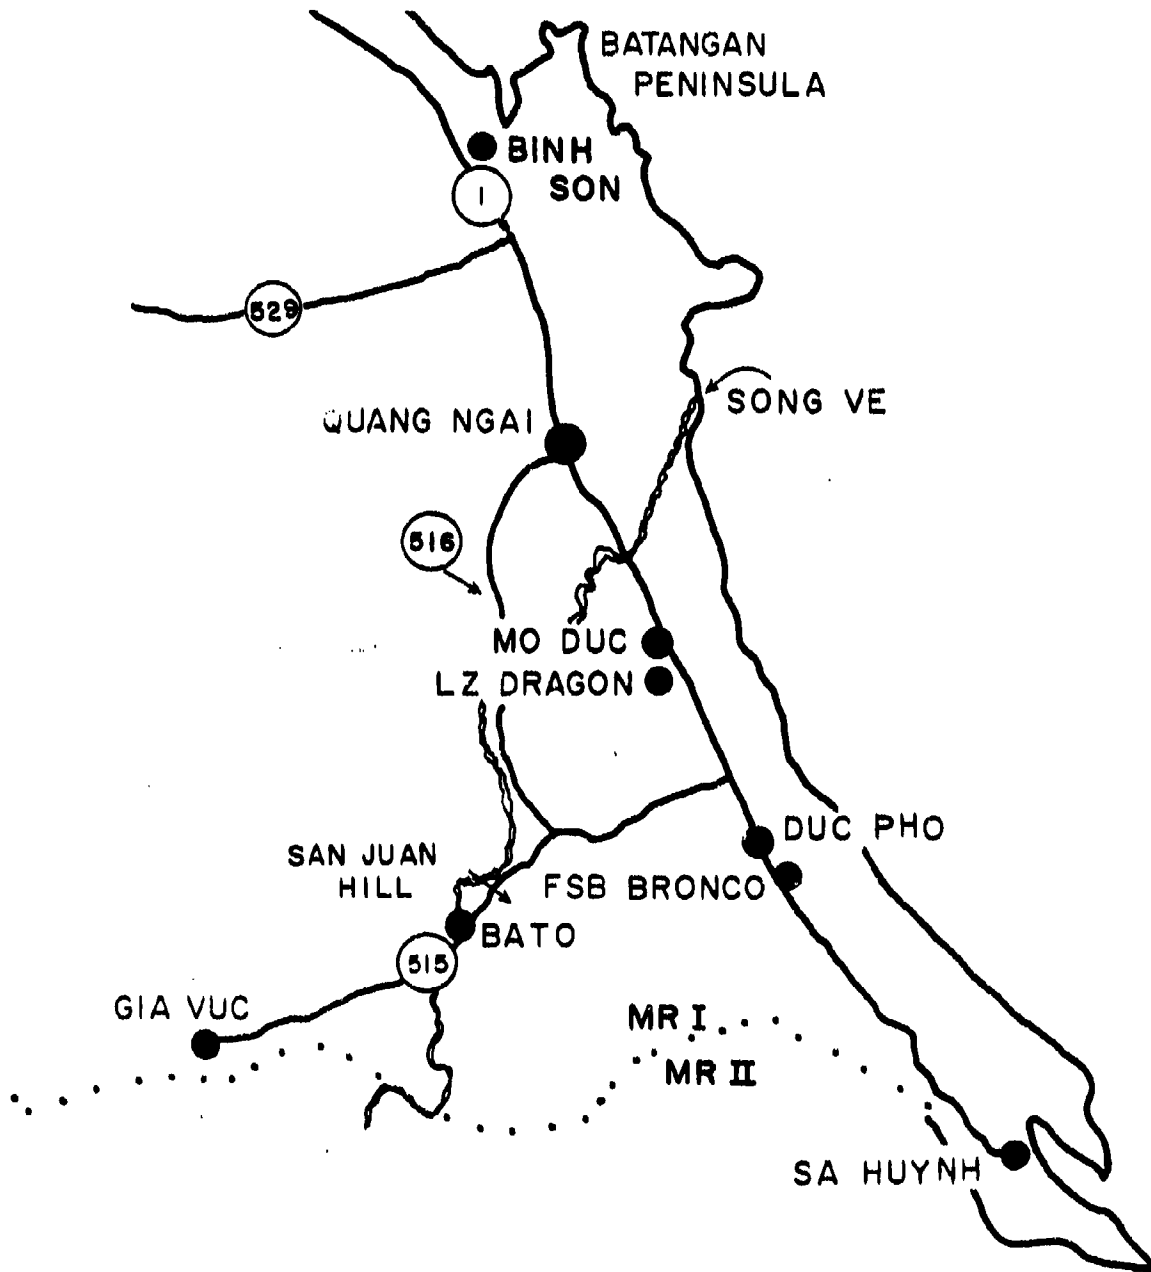 BATANGAN
PENINSULA
BINH
SON
1
529
QUANG NGAI
SONG VE
516
MO DUC
LZ DRAGON
DUC PHO
SAN JUAN
HILL
FSB BRONCO
BATO
515
GIA VUC
MR I
MR II
SA HUYNH